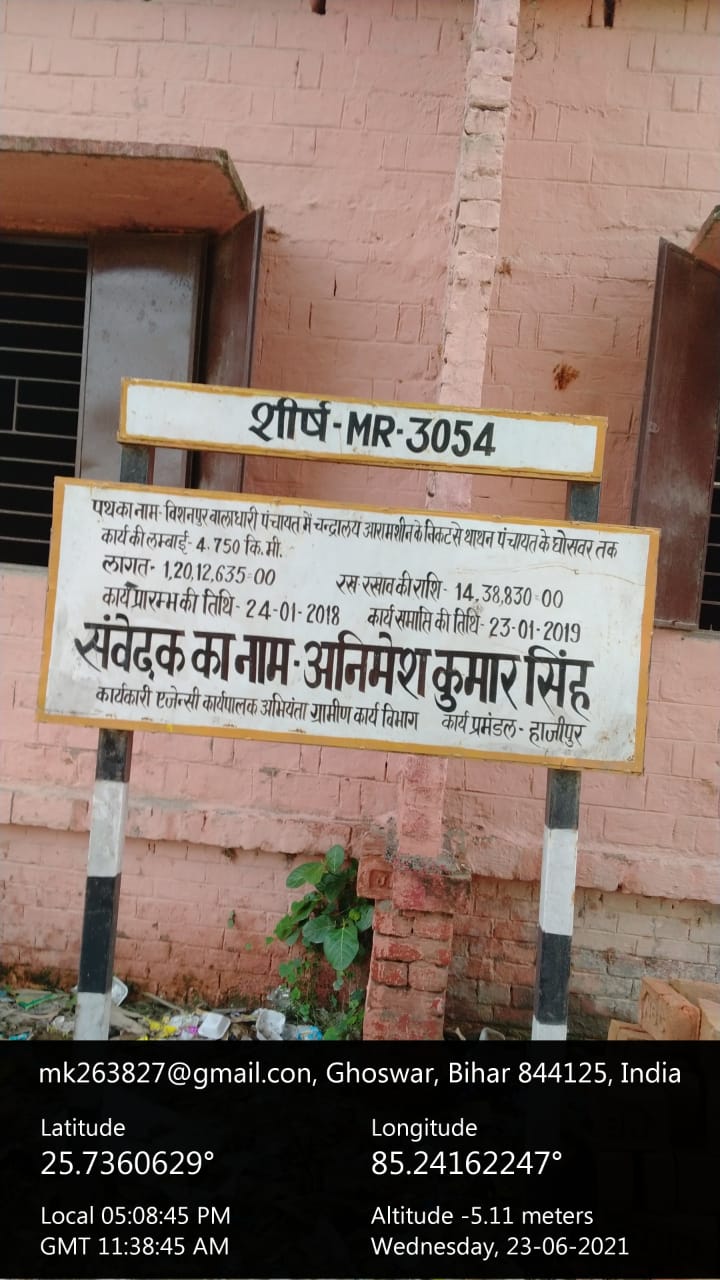 शीर्ष-MR-3054
पथ का नाम- बिशनपुर बालाधारी पंचायत में चन्द्रालय आरामशीन के निकट से थाथन पंचायत के घोसवर तक
कार्य की लम्बाई- 4.750 कि.मी.
लागत- 1,20,12,635=00 रख रखाव की राशि- 14,38,830=00
कार्य प्रारम्भ की तिथि- 24-01-2018 कार्य समाप्ति की तिथि- 23-01-2019
संवेदक का नाम- अनिमेश कुमार सिंह
कार्यकारी एजेन्सी कार्यपालक अभियंता ग्रामीण कार्य विभाग कार्य प्रमंडल- हाजीपुर
mk263827@gmail.con, Ghoswar, Bihar 844125, India
Latitude Longitude
25.7360629° 85.24162247°
Local 05:08:45 PM Altitude -5.11 meters
GMT 11:38:45 AM Wednesday, 23-06-2021